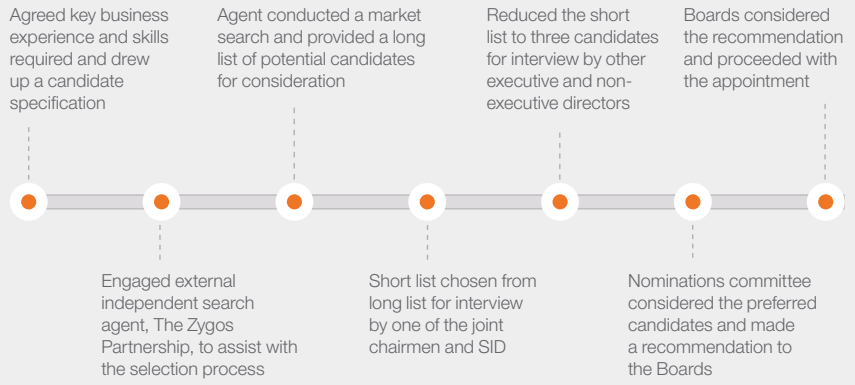 Agreed key business
experience and skills
required and drew
up a candidate
specification
Engaged external
independent search
agent, The Zygos
Partnership, to assist with
the selection process
Agent conducted a market
search and provided a long
list of potential candidates
for consideration
Short list chosen from
long list for interview
by one of the joint
chairmen and SID
Reduced the short
list to three candidates
for interview by other
executive and non-
executive directors
Nominations committee
considered the preferred
candidates and made
a recommendation to
the Boards
Boards considered
the recommendation
and proceeded with
the appointment